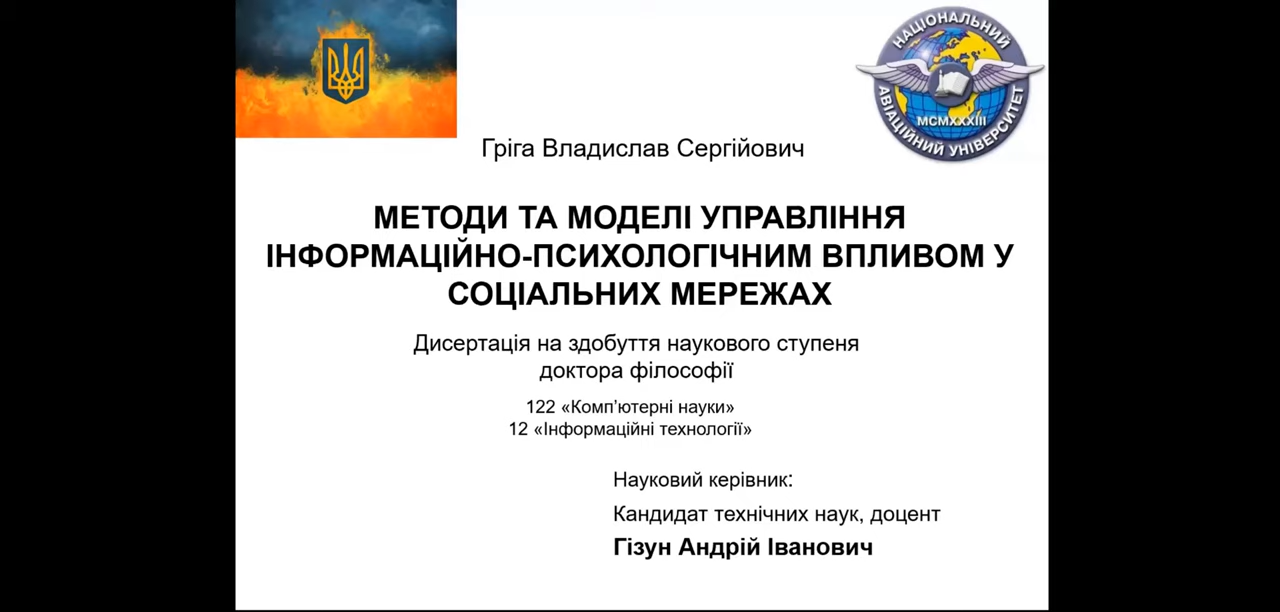 НАЦІОНАЛЬНИЙ
АВІАЦІЙНИЙ УНІВЕРСИТЕТ
MCMXXXIII
Гріга Владислав Сергійович
МЕТОДИ ТА МОДЕЛІ УПРАВЛІННЯ
ІНФОРМАЦІЙНО-ПСИХОЛОГІЧНИМ ВПЛИВОМ У
СОЦІАЛЬНИХ МЕРЕЖАХ
Дисертація на здобуття наукового ступеня
доктора філософії
122 «Комп’ютерні науки»
12 «Інформаційні технології»
Науковий керівник:
Кандидат технічних наук, доцент
Гізун Андрій Іванович